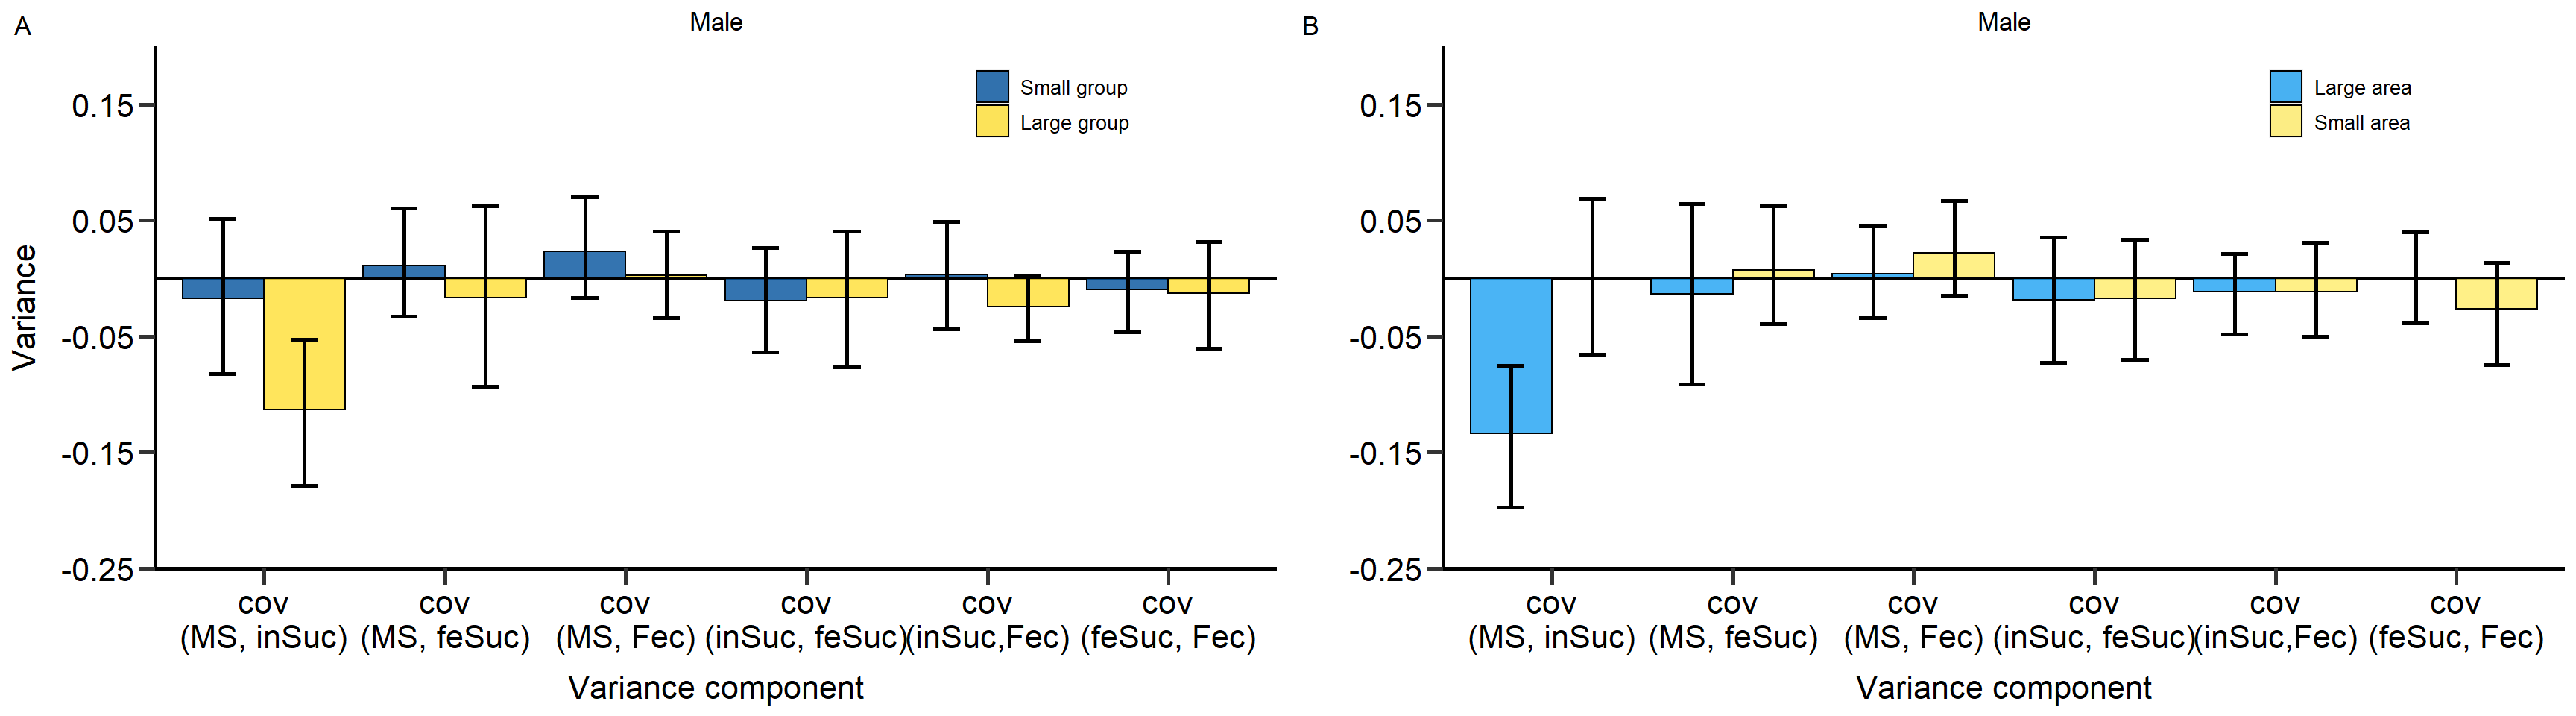 A
Male
Small group
Large group
Variance
0.15
0.05
-0.05
-0.15
-0.25
cov
(MS, inSuc)
cov
(MS, feSuc)
cov
(MS, Fec)
cov
(inSuc, feSuc)
cov
(inSuc,Fec)
cov
(feSuc, Fec)
Variance component
B
Male
Large area
Small area
0.15
0.05
-0.05
-0.15
-0.25
cov
(MS, inSuc)
cov
(MS, feSuc)
cov
(MS, Fec)
cov
(inSuc, feSuc)
cov
(inSuc,Fec)
cov
(feSuc, Fec)
Variance component